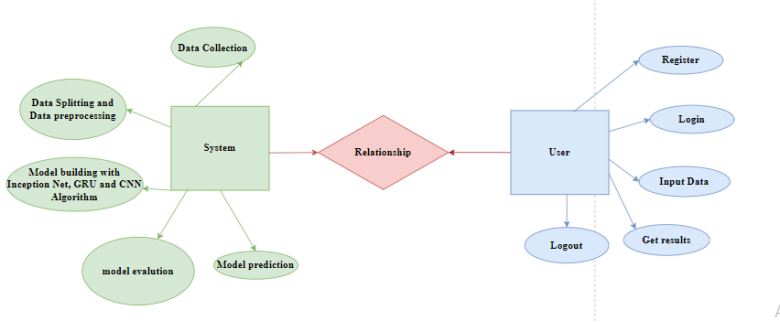 Data Collection
Data Splitting and
Data preprocessing
System
Model building with
Inception Net, GRU and CNN
Algorithm
model evalution
Model prediction
Relationship
User
Register
Login
Input Data
Get results
Logout
A